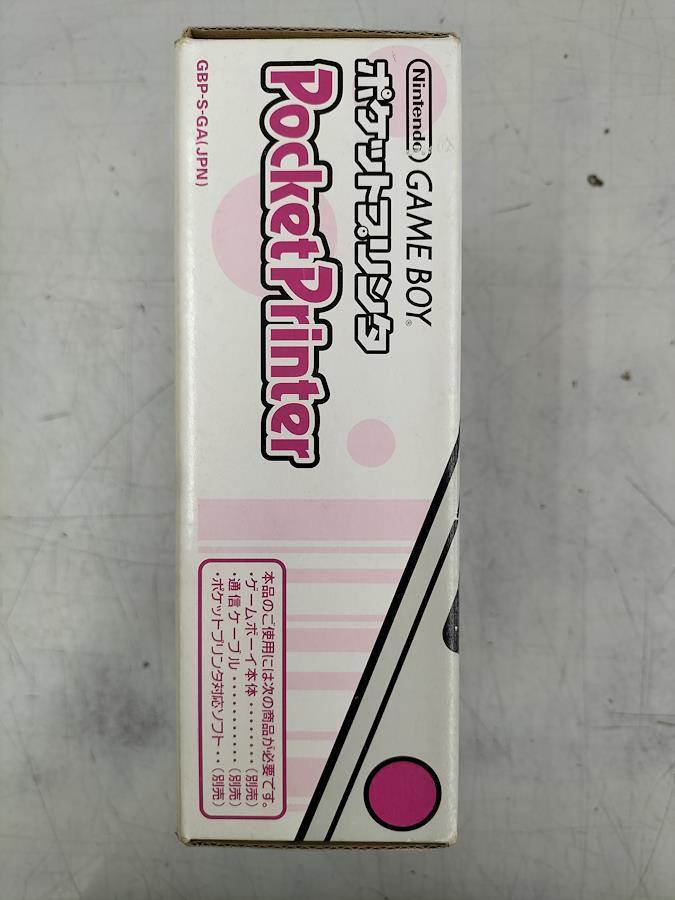 Nintendo GAME BOY®
ポケットプリンタ
PocketPrinter
GBP-S-GA(JPN)
本品のご使用には次の商品が必要です。
・ゲームボーイ本体・・・・・・・・(別売)
・通信ケーブル・・・・・・・・・・・(別売)
・ポケットプリンタ対応ソフト・・(別売)